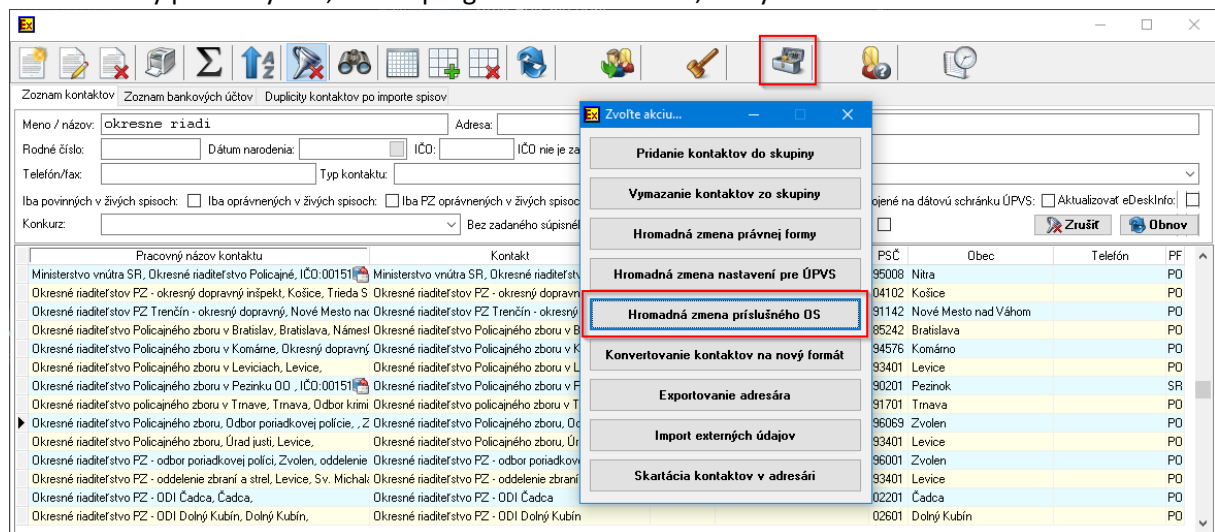 Zoznam kontaktov Zoznam bankových účtov Duplicity kontaktov po importe spisov
Meno / názov: okresne riadi Adresa:
Rodné číslo: Dátum narodenia: IČO: IČO nie je za
Telefón/fax: Typ kontaktu:
Iba povinných v živých spisoch: Iba oprávnených v živých spisoch: Iba PZ oprávnených v živých spisoc ojené na dátovú schránku ÚPVS: Aktualizovať eDeskInfo:
Konkurz: Bez zadaného súpisné Zrušiť Obnov
Pracovný názov kontaktu Kontakt PSČ Obec Telefón PF
Ministerstvo vnútra SR, Okresné riaditeľstvo Policajné, IČO:00151 Ministerstvo vnútra SR, Okresné riaditeľstv 95008 Nitra PO
Okresné riaditeľstov PZ - okresný dopravný inšpekt, Košice, Trieda S Okresné riaditeľstov PZ - okresný dopravn 04102 Košice PO
Okresné riaditeľstov PZ Trenčín - okresný dopravný, Nové Mesto nad Okresné riaditeľstov PZ Trenčín - okresný 91142 Nové Mesto nad Váhom PO
Okresné riaditeľstvo Policajného zboru v Bratislav, Bratislava, Námest Okresné riaditeľstvo Policajného zboru v B 85242 Bratislava PO
Okresné riaditeľstvo Policajného zboru v Komárne, Okresný dopravný Okresné riaditeľstvo Policajného zboru v K 94576 Komárno PO
Okresné riaditeľstvo Policajného zboru v Leviciach, Levice, Okresné riaditeľstvo Policajného zboru v L 93401 Levice PO
Okresné riaditeľstvo Policajného zboru v Pezinku OO , IČO:00151 Okresné riaditeľstvo Policajného zboru v P 90201 Pezinok SR
Okresné riaditeľstvo policajného zboru v Trnave, Trnava, Odbor krimi Okresné riaditeľstvo policajného zboru v T 91701 Trnava PO
Okresné riaditeľstvo Policajného zboru, Odbor poriadkovej polície, , Z Okresné riaditeľstvo Policajného zboru, Od 96069 Zvolen PO
Okresné riaditeľstvo Policajného zboru, Úrad justi, Levice, Okresné riaditeľstvo Policajného zboru, Úr 93401 Levice PO
Okresné riaditeľstvo PZ - odbor poriadkovej políci, Zvolen, oddelenie Okresné riaditeľstvo PZ - odbor poriadkov 96001 Zvolen PO
Okresné riaditeľstvo PZ - oddelenie zbraní a strel, Levice, Sv. Michala Okresné riaditeľstvo PZ - oddelenie zbraní 93401 Levice PO
Okresné riaditeľstvo PZ - ODI Čadca, Čadca, Okresné riaditeľstvo PZ - ODI Čadca 02201 Čadca PO
Okresné riaditeľstvo PZ - ODI Dolný Kubín, Dolný Kubín, Okresné riaditeľstvo PZ - ODI Dolný Kubín 02601 Dolný Kubín PO
Zvoľte akciu...
Pridanie kontaktov do skupiny
Vymazanie kontaktov zo skupiny
Hromadná zmena právnej formy
Hromadná zmena nastavení pre ÚPVS
Hromadná zmena príslušného OS
Konvertovanie kontaktov na nový formát
Exportovanie adresára
Import externých údajov
Skartácia kontaktov v adresári